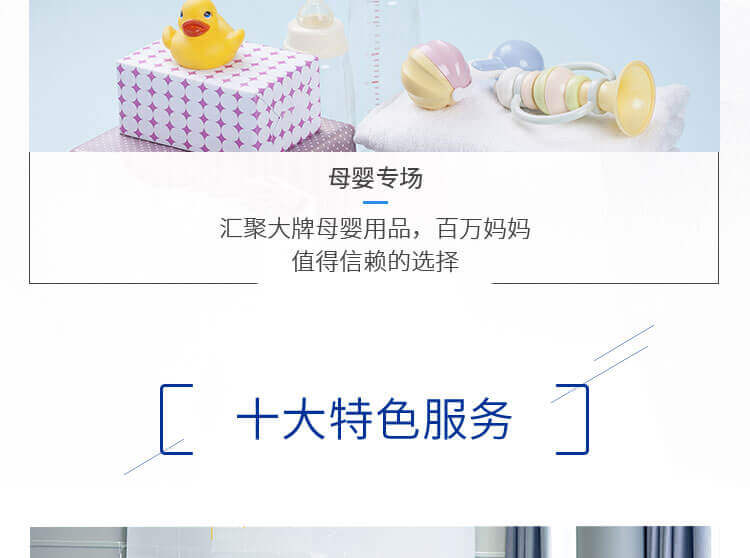 母婴专场
汇聚大牌母婴用品，百万妈妈
值得信赖的选择
十大特色服务